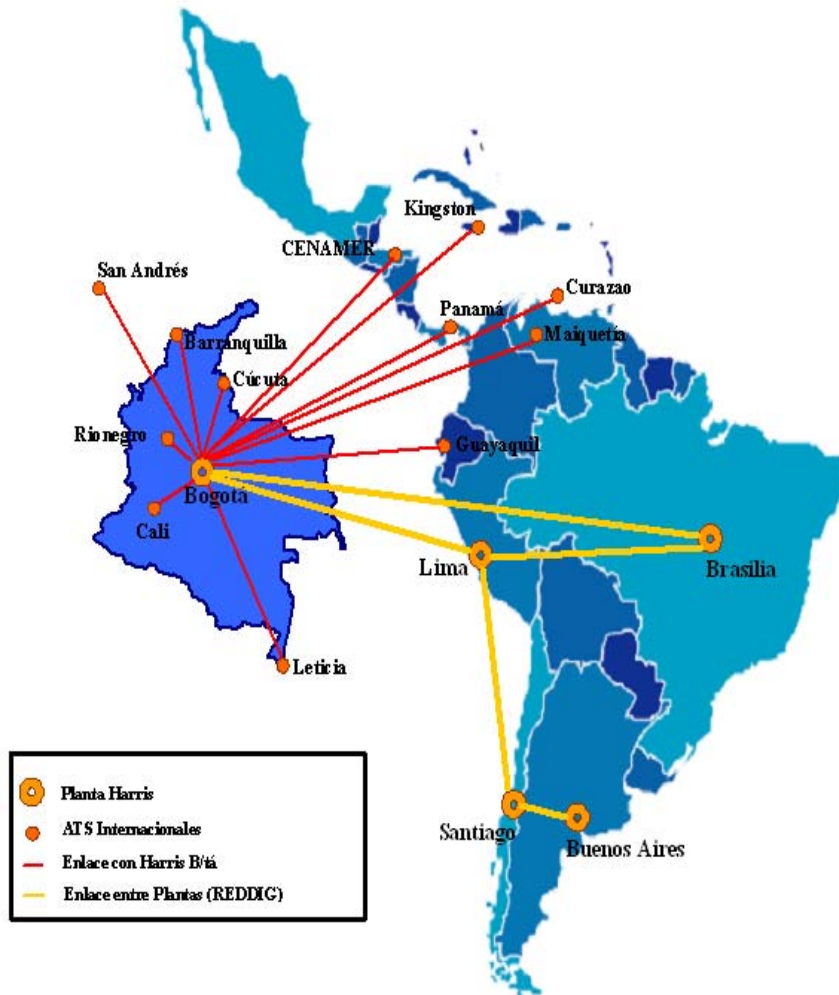 Kingston
CENAMER
San Andrés
Curazao
Panamá
Barranquilla
Maiquetía
Cúcuta
Rionegro
Guayaquil
Bogotá
Cali
Lima
Brasilia
Leticia
Planta Harris
ATS Internacionales
Enlace con Harris B/tá
Enlace entre Plantas (REDDIG)
Santiago
Buenos Aires